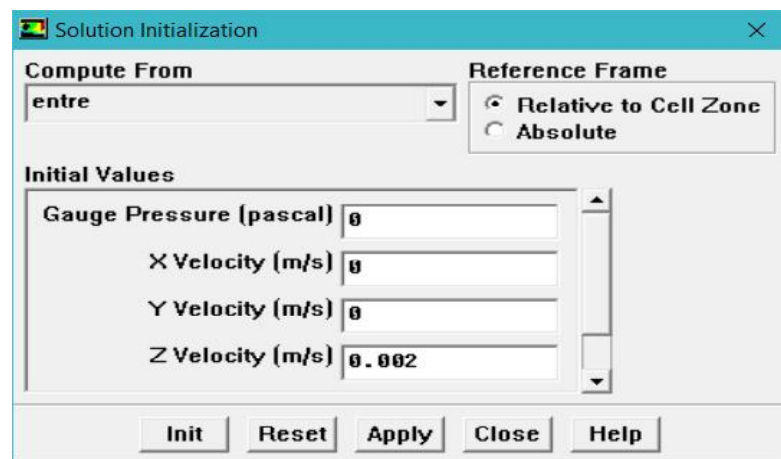 Solution Initialization
Compute From
entre
Reference Frame
Relative to Cell Zone
Absolute
Initial Values
Gauge Pressure (pascal) 0
X Velocity (m/s) 0
Y Velocity (m/s) 0
Z Velocity (m/s) 0.002
Init Reset Apply Close Help